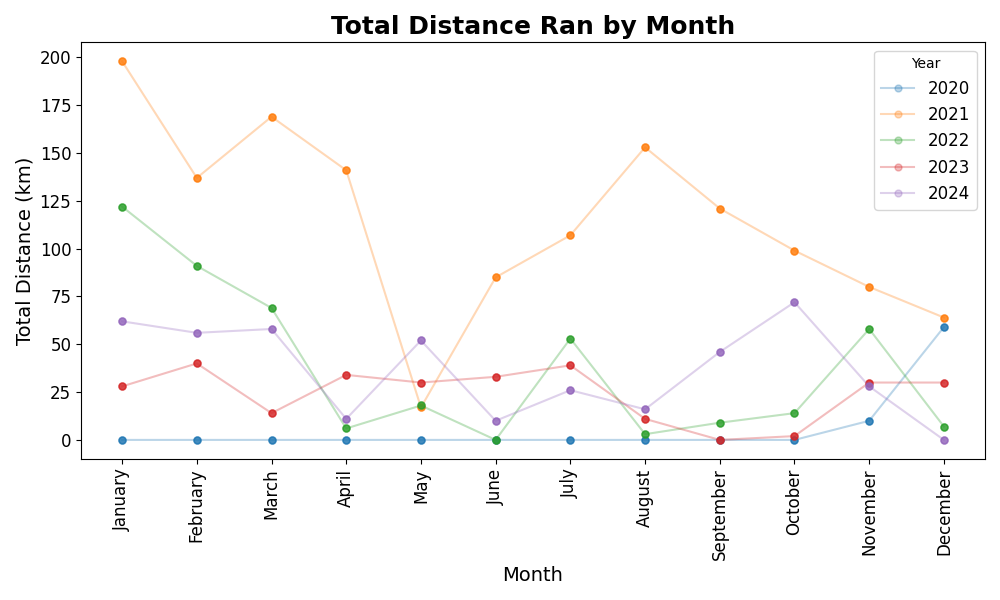 Total Distance Ran by Month
Total Distance (km)
200
175
150
125
100
75
50
25
0
Year
2020
2021
2022
2023
2024
January
February
March
April
May
June
July
August
September
October
November
December
Month